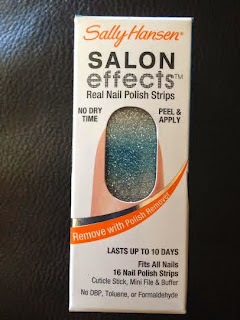 Sally Hansen®
SALON
effects™
Real Nail Polish Strips
NO DRY TIME
PEEL & APPLY
Remove with Polish Remover
LASTS UP TO 10 DAYS
Fits All Nails
16 Nail Polish Strips
Cuticle Stick, Mini File & Buffer
No DBP, Toluene, or Formaldehyde